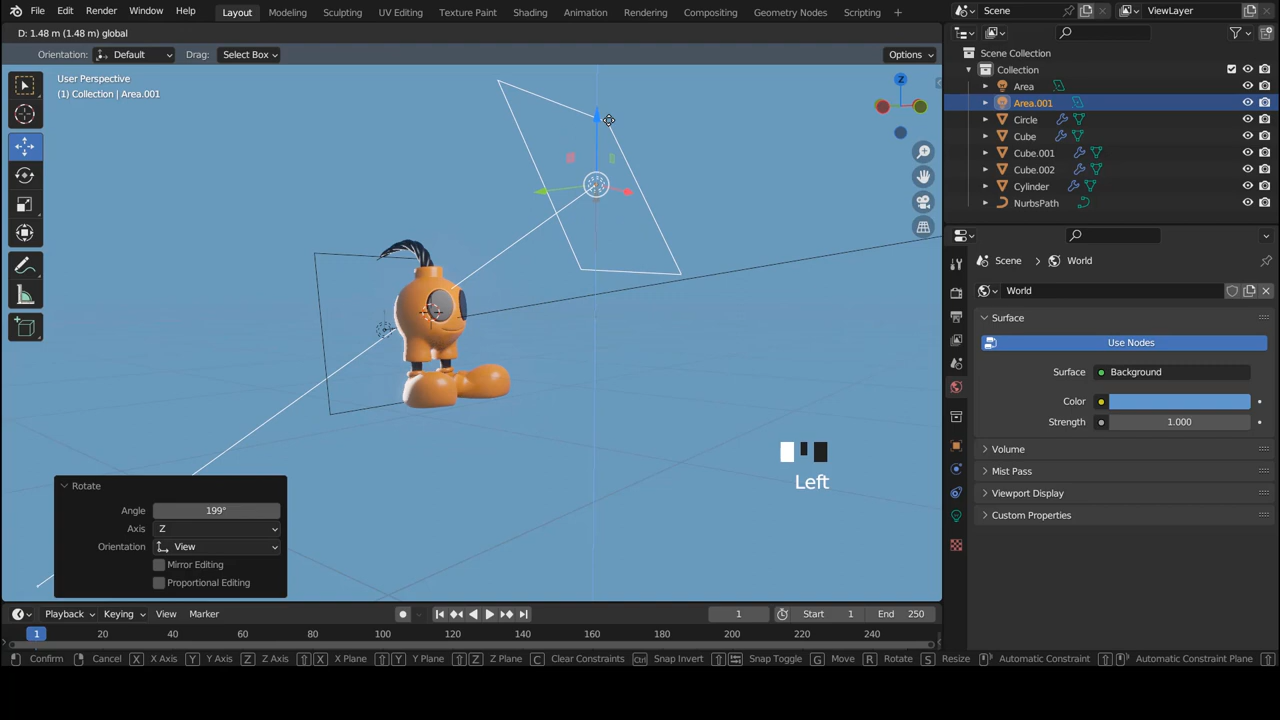 File Edit Render Window Help Layout Modeling Sculpting UV Editing Texture Paint Shading Animation Rendering Compositing Geometry Nodes Scripting + Scene ViewLayer
D: 1.48 m (1.48 m) global
Orientation: Default Drag: Select Box Options
Scene Collection
Collection
Area
Area.001
Circle
Cube
Cube.001
Cube.002
Cylinder
NurbsPath
User Perspective
(1) Collection | Area.001
Z
Scene > World
World
Surface
Use Nodes
Surface Background
Color
Strength 1.000
Volume
Mist Pass
Viewport Display
Custom Properties
Left
Rotate
Angle 199°
Axis Z
Orientation View
Mirror Editing
Proportional Editing
Playback Keying View Marker 1 Start 1 End 250
1 20 40 60 80 100 120 140 160 180 200 220 240
Confirm Cancel X X Axis Y Y Axis Z Z Axis X X Plane Y Y Plane Z Z Plane C Clear Constraints Ctrl Snap Invert Snap Toggle G Move R Rotate S Resize Automatic Constraint Automatic Constraint Plane